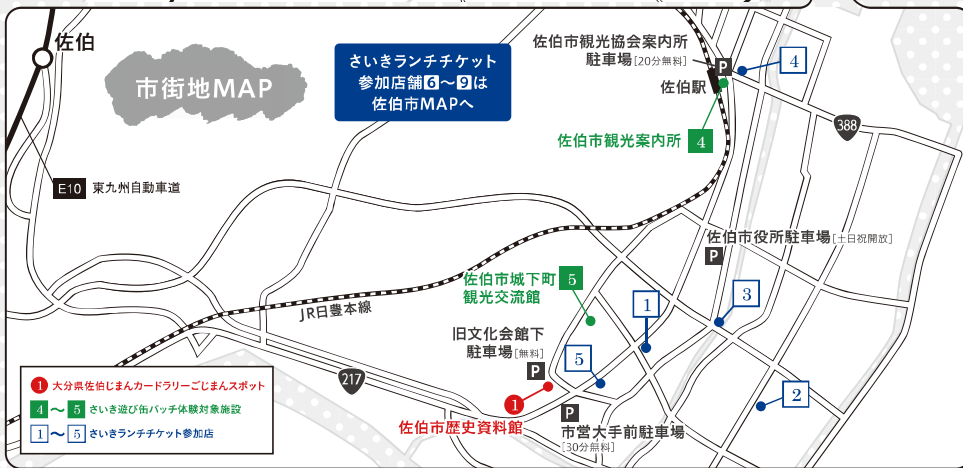 佐伯
市街地MAP
E10 東九州自動車道
さいきランチチケット
参加店舗6〜9は
佐伯市MAPへ
佐伯市観光協会案内所
駐車場[20分無料]
P
佐伯駅
4
佐伯市観光案内所 4
388
佐伯市役所駐車場[土日祝開放]
P
佐伯市城下町
観光交流館
5
1
3
JR日豊本線
旧文化会館下
駐車場[無料]
P
5
2
217
1
佐伯市歴史資料館
P
市営大手前駐車場
[30分無料]
1 大分県佐伯じまんカードラリーごじまんスポット
4〜5 さいき遊び缶バッチ体験対象施設
1〜5 さいランチチケット参加店